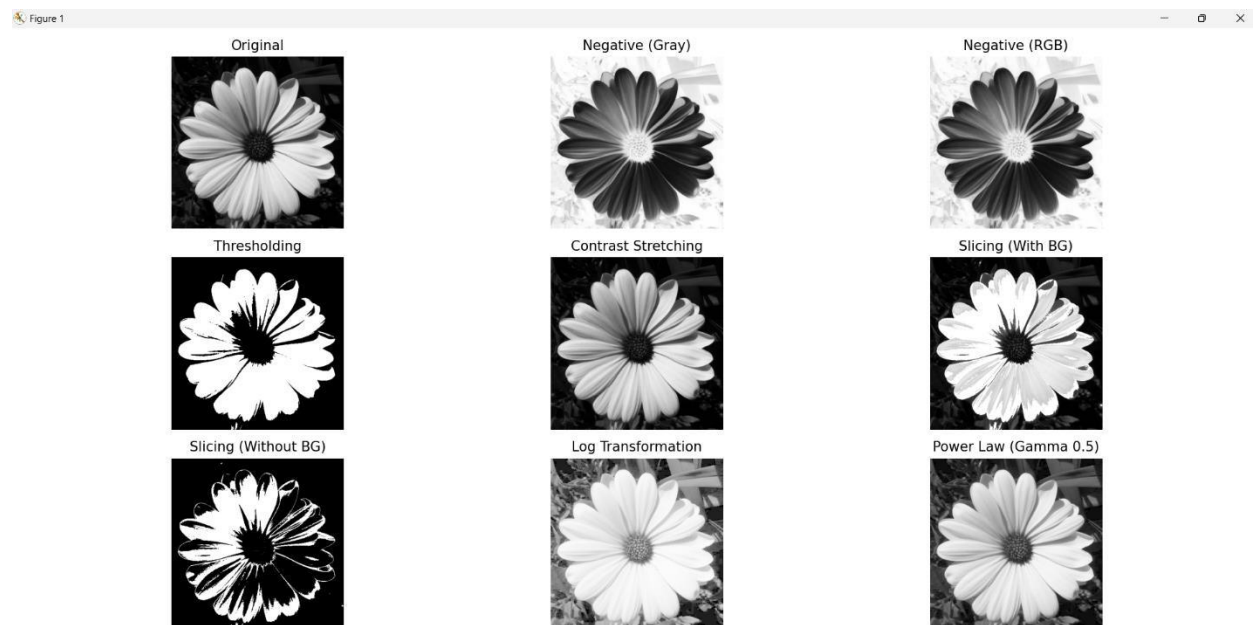 Figure 1
Original
Negative (Gray)
Negative (RGB)
Thresholding
Contrast Stretching
Slicing (With BG)
Slicing (Without BG)
Log Transformation
Power Law (Gamma 0.5)